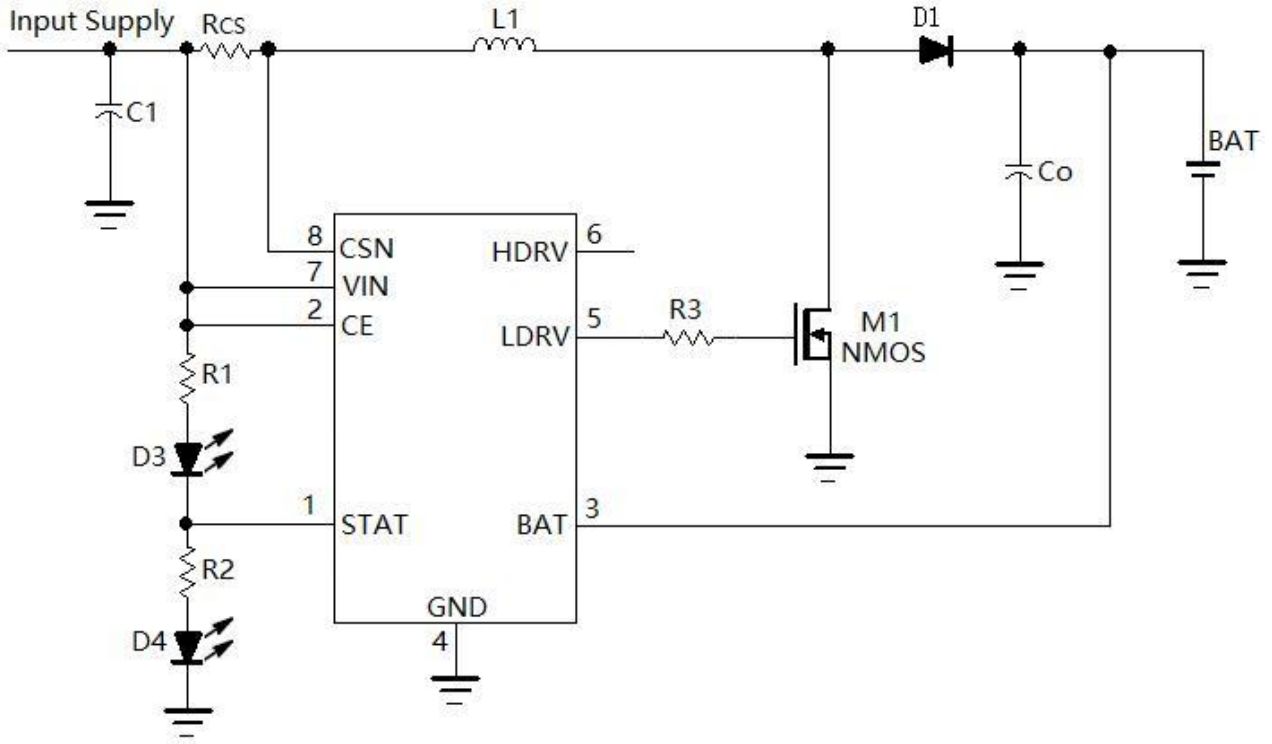 Input Supply
Rcs
L1
D1
C1
Co
BAT
8
CSN
HDRV
6
7
VIN
2
CE
LDRV
5
R3
M1
NMOS
R1
D3
1
STAT
BAT
3
R2
GND
4
D4